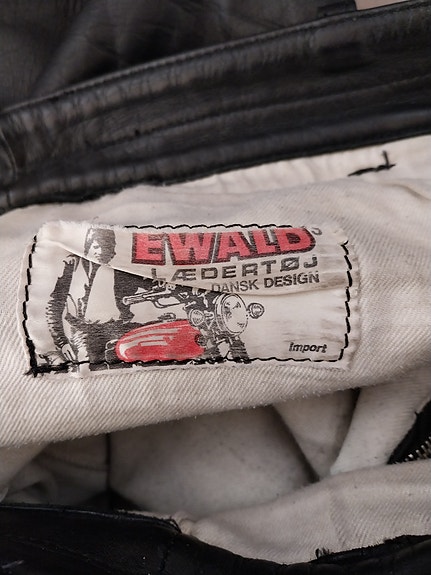 EWALD
LÆDERTØJ
DANSK DESIGN
Import